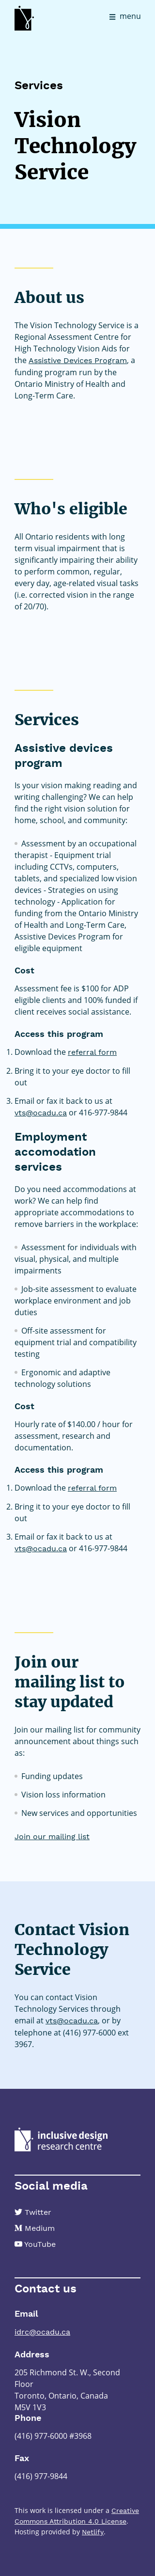 menu
Services
Vision
Technology
Service
About us
The Vision Technology Service is a
Regional Assessment Centre for
High Technology Vision Aids for
the Assistive Devices Program, a
funding program run by the
Ontario Ministry of Health and
Long-Term Care.
Who's eligible
All Ontario residents with long
term visual impairment that is
significantly impairing their ability
to perform common, regular,
every day, age-related visual tasks
(i.e. corrected vision in the range
of 20/70).
Services
Assistive devices
program
Is your vision making reading and
writing challenging? We can help
find the right vision solution for
home, school, and community:
Assessment by an occupational
therapist - Equipment trial
including CCTVs, computers,
tablets, and specialized low vision
devices - Strategies on using
technology - Application for
funding from the Ontario Ministry
of Health and Long-Term Care,
Assistive Devices Program for
eligible equipment
Cost
Assessment fee is $100 for ADP
eligible clients and 100% funded if
client receives social assistance.
Access this program
1. Download the referral form
2. Bring it to your eye doctor to fill
out
3. Email or fax it back to us at
vts@ocadu.ca or 416-977-9844
Employment
accomodation
services
Do you need accommodations at
work? We can help find
appropriate accommodations to
remove barriers in the workplace:
Assessment for individuals with
visual, physical, and multiple
impairments
Job-site assessment to evaluate
workplace environment and job
duties
Off-site assessment for
equipment trial and compatibility
testing
Ergonomic and adaptive
technology solutions
Cost
Hourly rate of $140.00 / hour for
assessment, research and
documentation.
Access this program
1. Download the referral form
2. Bring it to your eye doctor to fill
out
3. Email or fax it back to us at
vts@ocadu.ca or 416-977-9844
Join our
mailing list to
stay updated
Join our mailing list for community
announcement about things such
as:
Funding updates
Vision loss information
New services and opportunities
Join our mailing list
Contact Vision
Technology
Service
You can contact Vision
Technology Services through
email at vts@ocadu.ca, or by
telephone at (416) 977-6000 ext
3967.
inclusive design
research centre
Social media
Twitter
Medium
YouTube
Contact us
Email
idrc@ocadu.ca
Address
205 Richmond St. W., Second
Floor
Toronto, Ontario, Canada
M5V 1V3
Phone
(416) 977-6000 #3968
Fax
(416) 977-9844
This work is licensed under a Creative
Commons Attribution 4.0 License.
Hosting provided by Netlify.